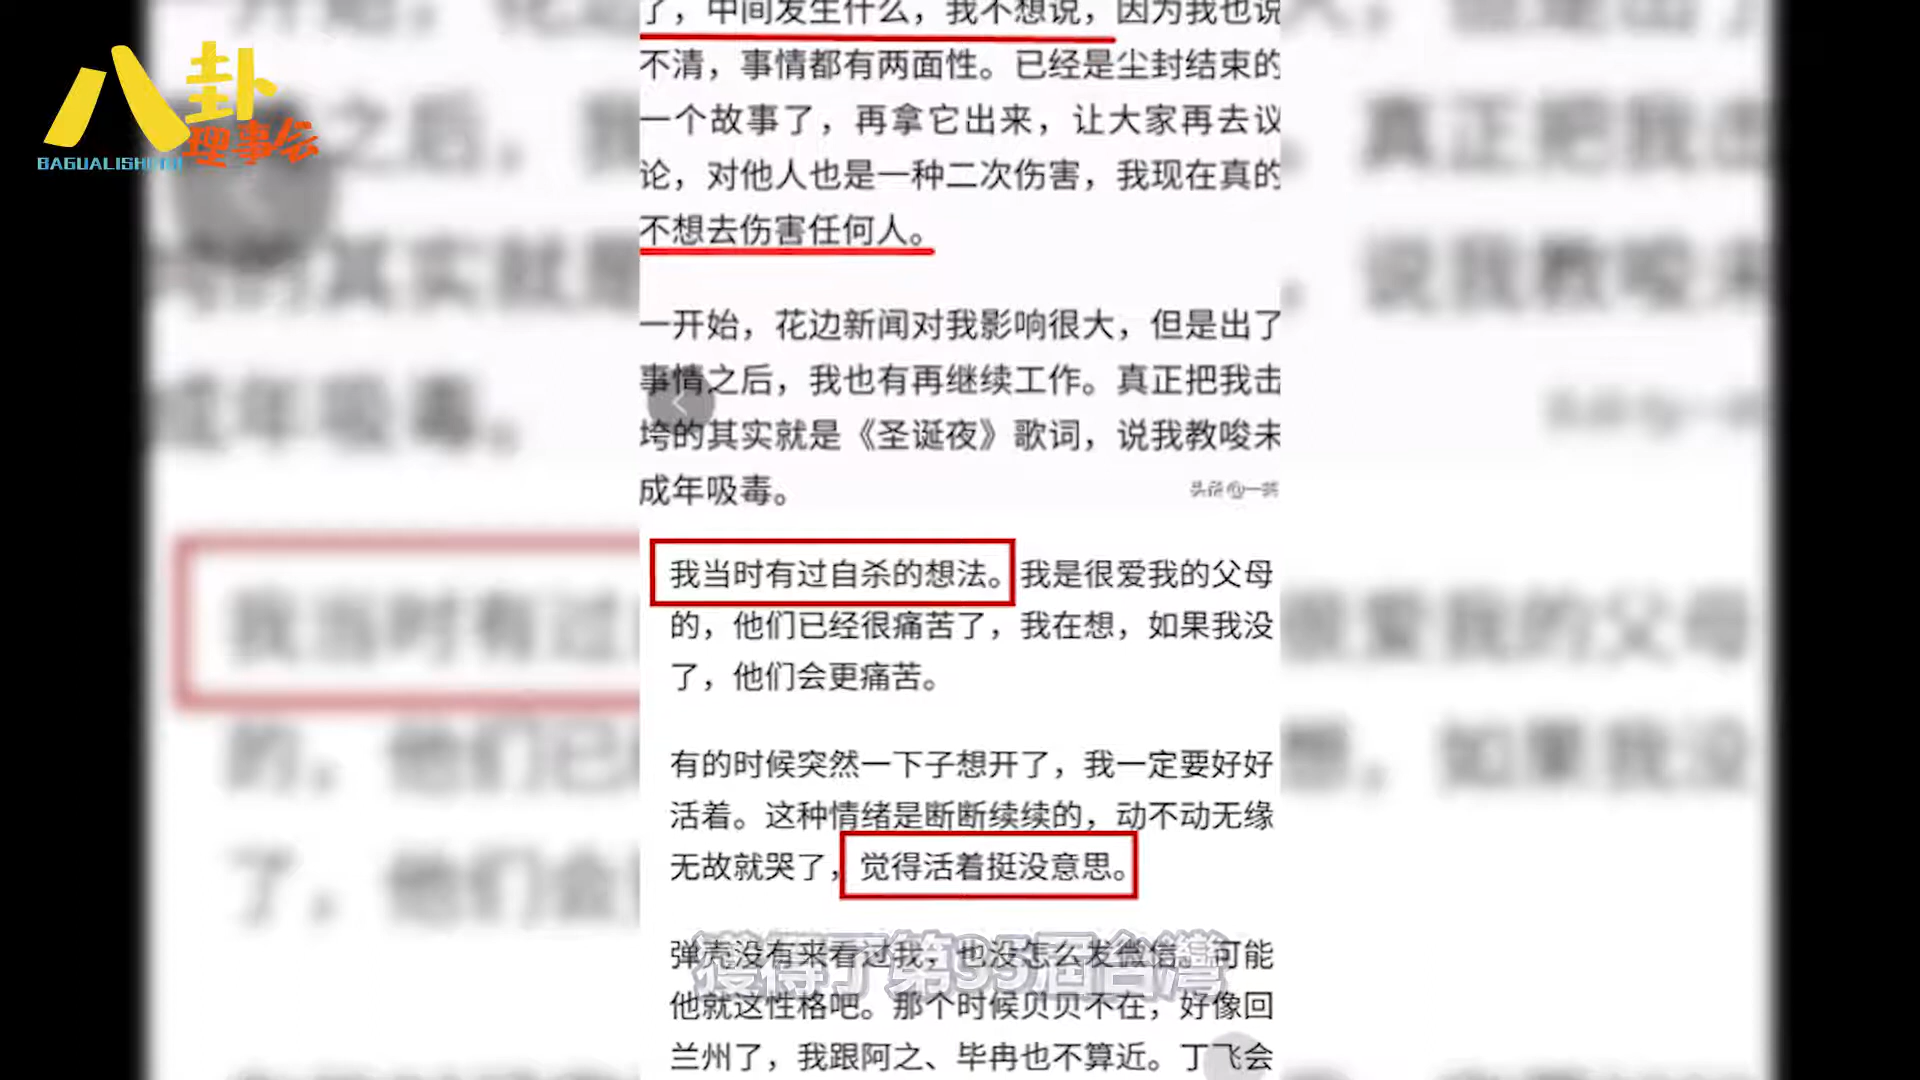 八卦
理事会
BAGUALISHIHUI
了，中间发生什么，我不想说，因为我也说
不清，事情都有两面性。已经是尘封结束的
一个故事了，再拿它出来，让大家再去议
论，对他人也是一种二次伤害，我现在真的
不想去伤害任何人。
一开始，花边新闻对我影响很大，但是出了
事情之后，我也有再继续工作。真正把我击
垮的其实就是《圣诞夜》歌词，说我教唆未
成年吸毒。
我当时有过自杀的想法。我是很爱我的父母
的，他们已经很痛苦了，我在想，如果我没
了，他们会更痛苦。
有的时候突然一下子想开了，我一定要好好
活着。这种情绪是断断续续的，动不动无缘
无故就哭了，觉得活着挺没意思。
弹壳没有来看过我，也没怎么发微信。可能
獲得了第95届台灣
他就这性格吧。那个时候贝贝不在，好像回
兰州了，我跟阿之、毕冉也不算近。丁飞会